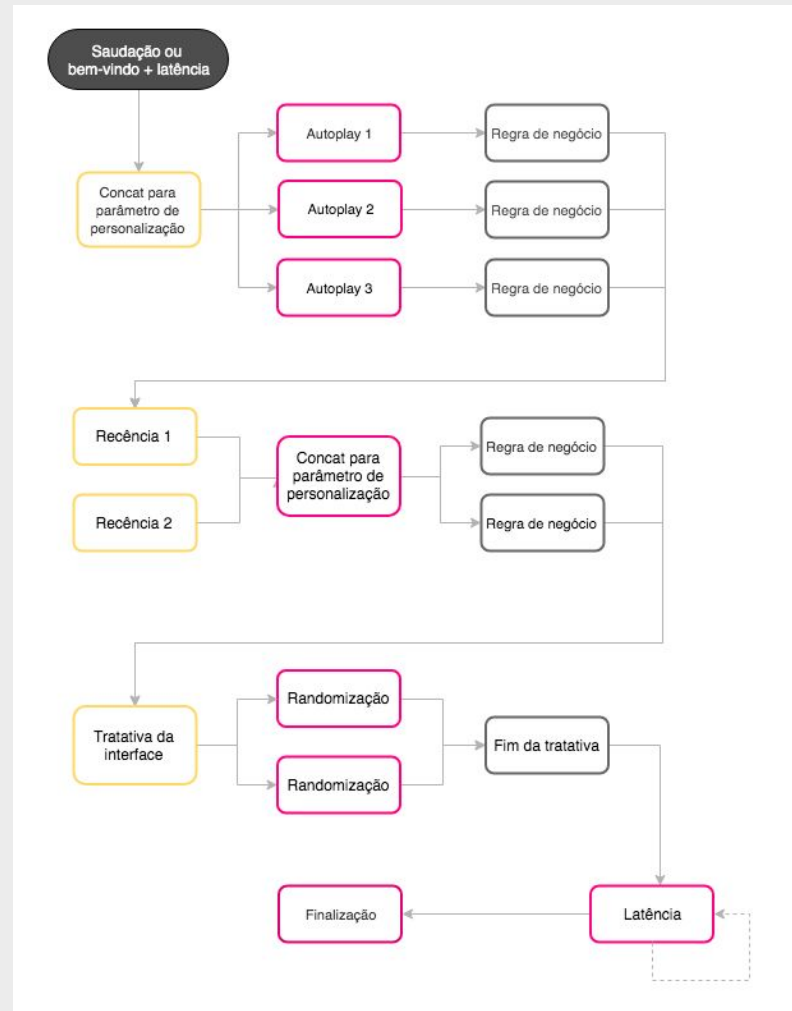 Saudação ou
bem-vindo + latência
Autoplay 1
Regra de negócio
Concat para
parâmetro de
personalização
Autoplay 2
Regra de negócio
Autoplay 3
Regra de negócio
Recência 1
Concat para
parâmetro de
personalização
Regra de negócio
Recência 2
Regra de negócio
Tratativa da
interface
Randomização
Randomização
Fim da tratativa
Finalização
Latência